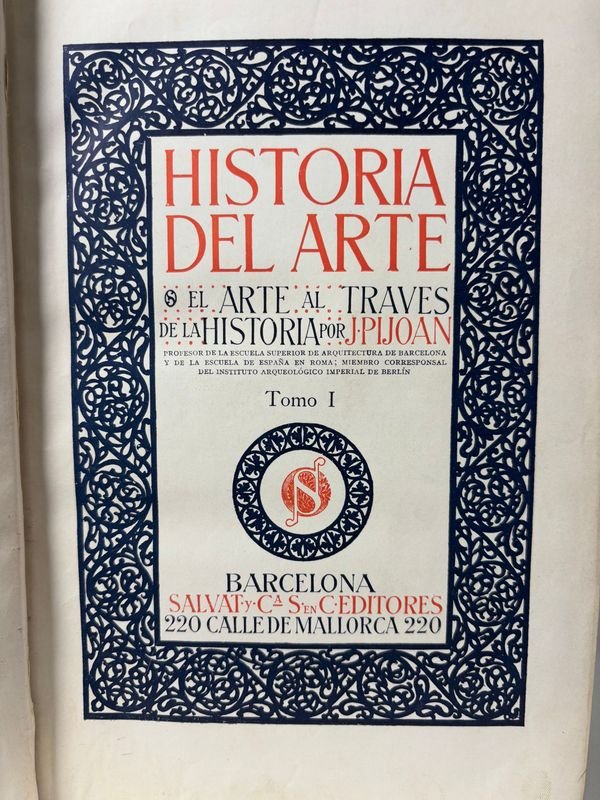 HISTORIA
DEL ARTE
EL ARTE AL TRAVES
DE LA HISTORIA POR J·PIJOAN
PROFESOR DE LA ESCUELA SUPERIOR DE ARQUITECTURA DE BARCELONA
Y DE LA ESCUELA DE ESPAÑA EN ROMA; MIEMBRO CORRESPONSAL
DEL INSTITUTO ARQUEOLÓGICO IMPERIAL DE BERLÍN
Tomo I
S
BARCELONA
SALVAT·y·Cª S·EN C·EDITORES
220 CALLE DE MALLORCA 220